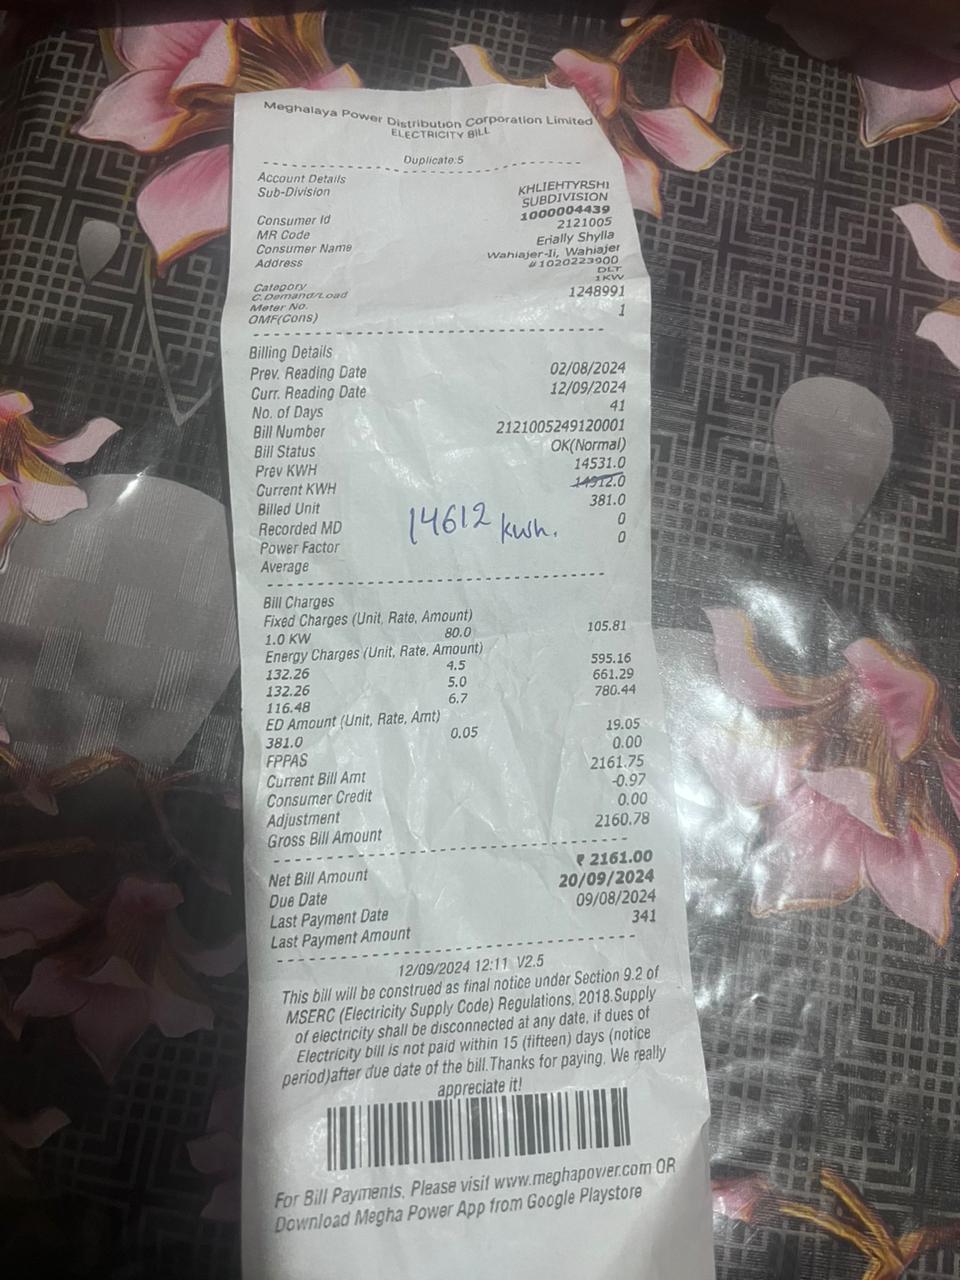 Meghalaya Power Distribution Corporation Limited
ELECTRICITY BILL
Duplicate:5
Account Details
Sub-Division KHLIEHTYRSHI SUBDIVISION
Consumer Id 1000004439
MR Code 2121005
Consumer Name Erially Shylla
Address Wahiajer-Ii, Wahiajer
#1020223900
Category DLT
C.Demand/Load 1KW
Meter No. 1248991
OMF(Cons) 1
Billing Details
Prev. Reading Date 02/08/2024
Curr. Reading Date 12/09/2024
No. of Days 41
Bill Number 2121005249120001
Bill Status OK(Normal)
Prev KWH 14531.0
Current KWH 14912.0
Billed Unit 381.0
Recorded MD 0
Power Factor 0
Average
14612 kwh.
Bill Charges
Fixed Charges (Unit, Rate, Amount)
1.0 KW 80.0 105.81
Energy Charges (Unit, Rate, Amount)
132.26 4.5 595.16
132.26 5.0 661.29
116.48 6.7 780.44
ED Amount (Unit, Rate, Amt)
381.0 0.05 19.05
FPPAS 0.00
Current Bill Amt 2161.75
Consumer Credit -0.97
Adjustment 0.00
Gross Bill Amount 2160.78
Net Bill Amount ₹ 2161.00
Due Date 20/09/2024
Last Payment Date 09/08/2024
Last Payment Amount 341
12/09/2024 12:11 V2.5
This bill will be construed as final notice under Section 9.2 of
MSERC (Electricity Supply Code) Regulations, 2018.Supply
of electricity shall be disconnected at any date, if dues of
Electricity bill is not paid within 15 (fifteen) days (notice
period)after due date of the bill.Thanks for paying. We really
appreciate it!
For Bill Payments, Please visit www.meghapower.com OR
Download Megha Power App from Google Playstore